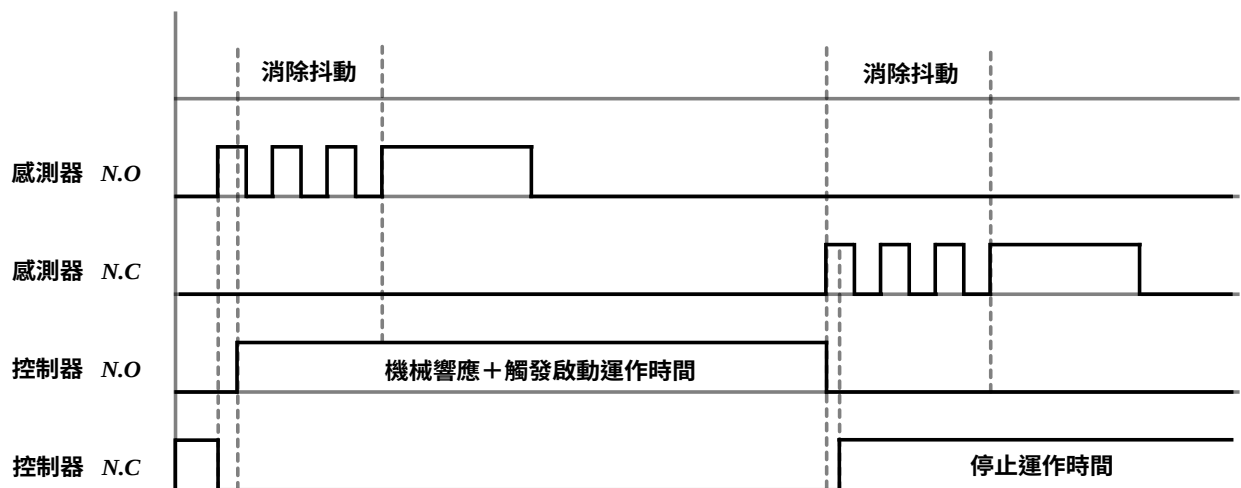 消除抖動 消除抖動
感測器 N.O
感測器 N.C
控制器 N.O 機械響應＋觸發啟動運作時間
控制器 N.C 停止運作時間